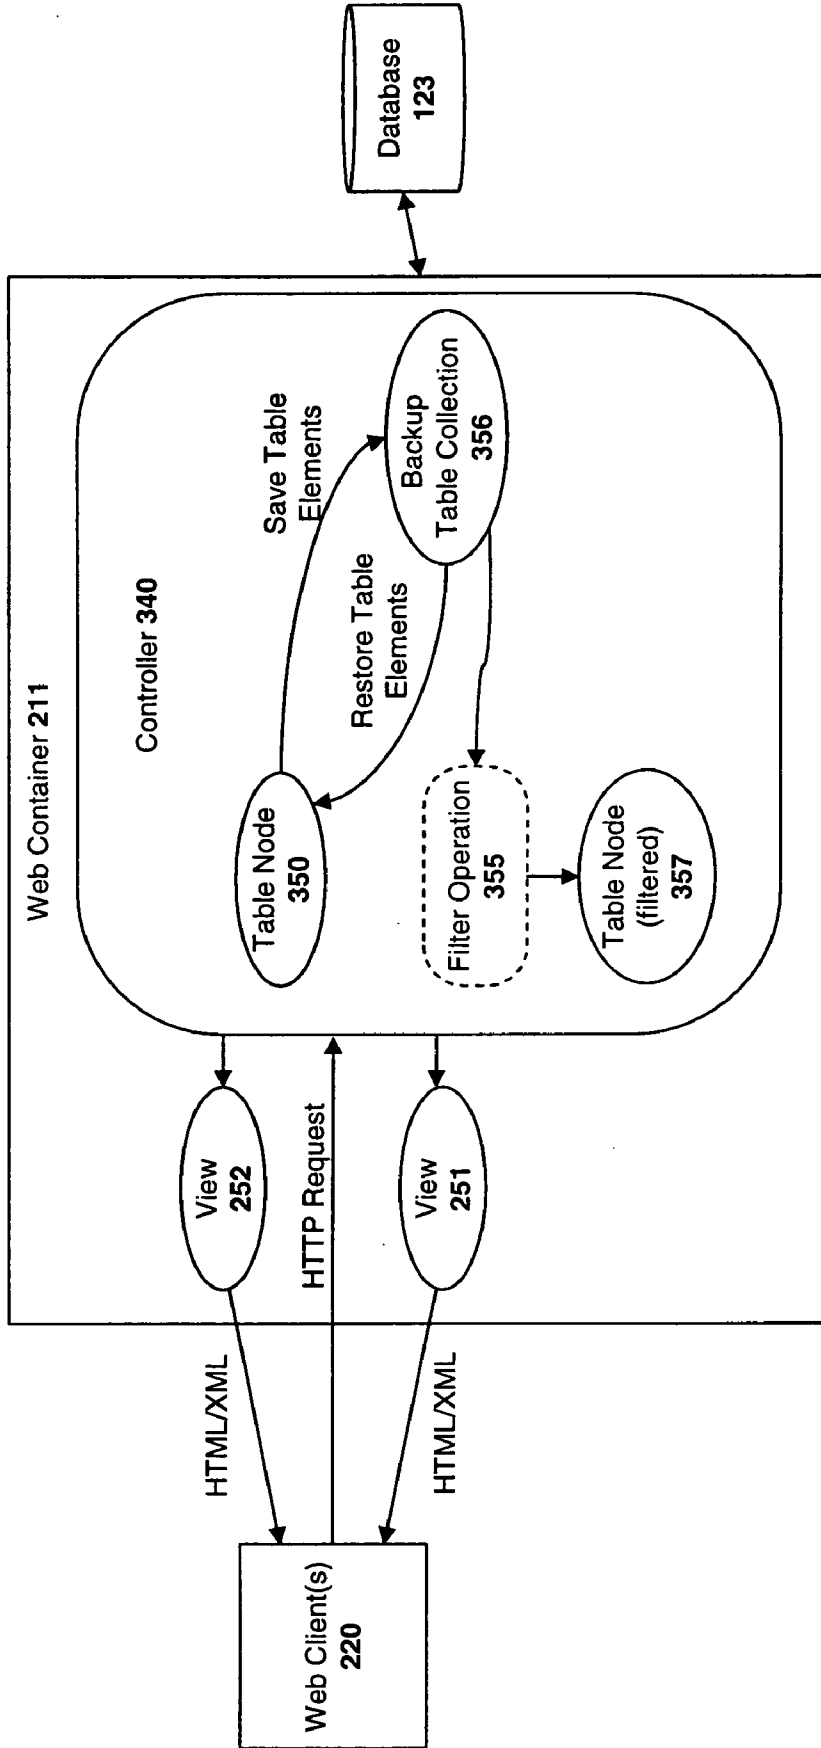 Web Container 211
Controller 340
Web Client(s)
220
HTML/XML
HTTP Request
HTML/XML
View
252
View
251
Table Node
350
Save Table
Elements
Restore Table
Elements
Backup
Table Collection
356
Filter Operation
355
Table Node
(filtered)
357
Database
123